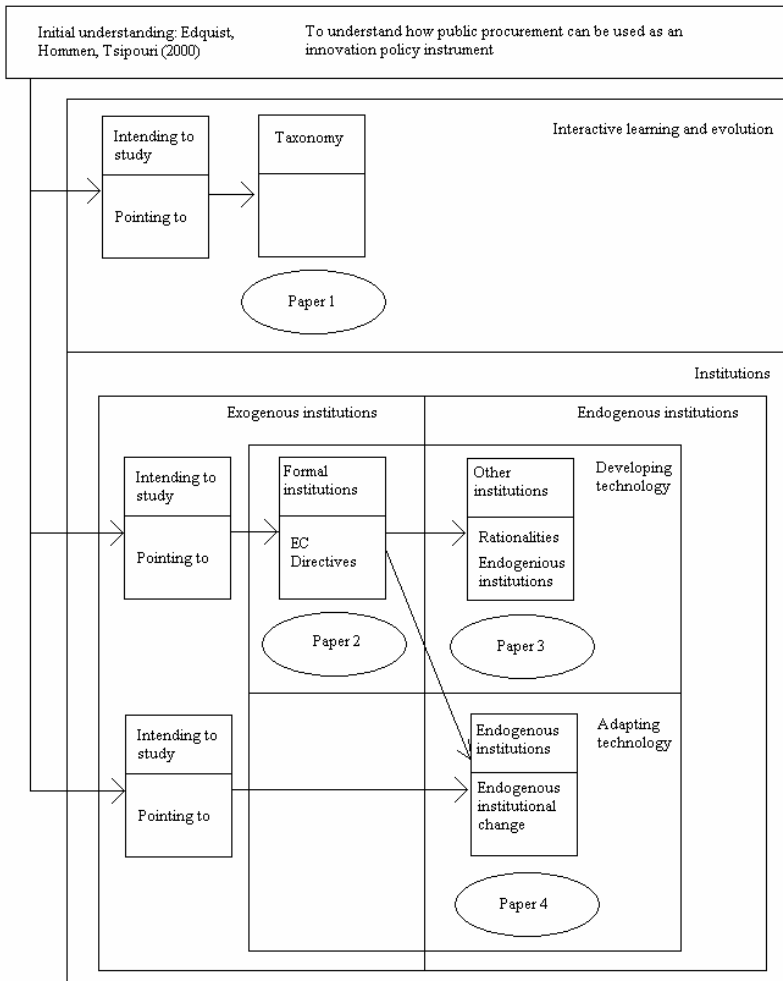 Initial understanding: Edquist,
Hommen, Tsipouri (2000)
To understand how public procurement can be used as an
innovation policy instrument
Interactive learning and evolution
Intending to
study
Pointing to
Taxonomy
Paper 1
Institutions
Exogenous institutions
Endogenous institutions
Intending to
study
Pointing to
Formal
institutions
EC
Directives
Paper 2
Other
institutions
Rationalities
Endogenious
institutions
Paper 3
Developing
technology
Intending to
study
Pointing to
Endogenous
institutions
Endogenous
institutional
change
Paper 4
Adapting
technology